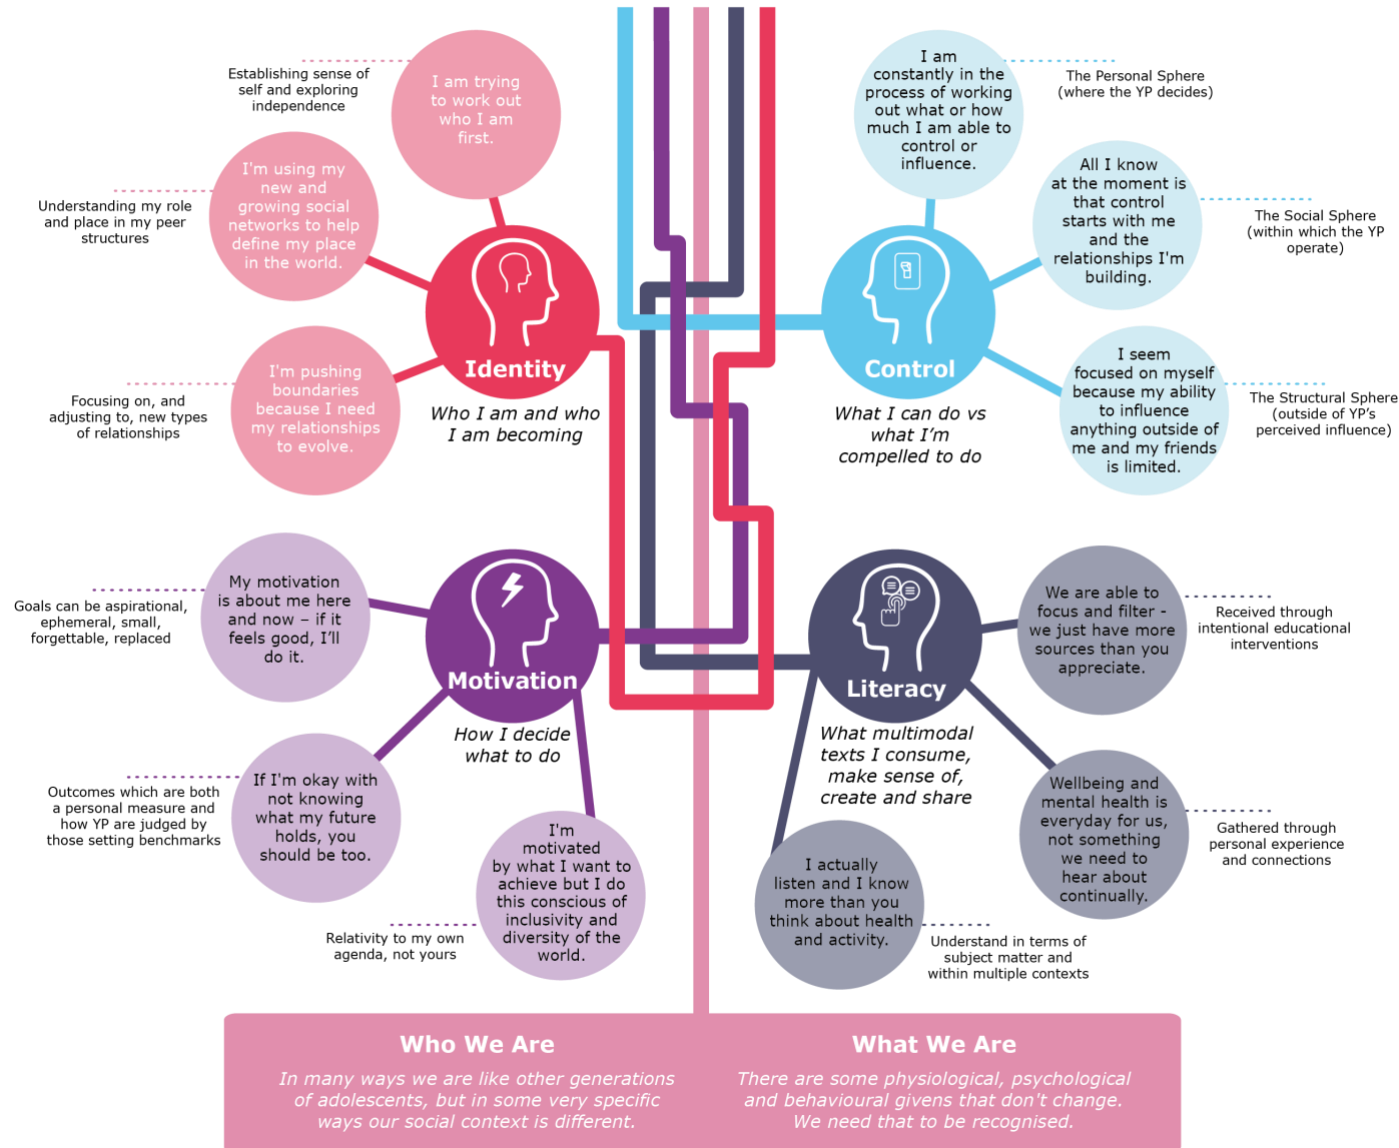 Establishing sense of
self and exploring
independence
I am trying
to work out
who I am
first.
Understanding my role
and place in my peer
structures
I'm using my
new and
growing social
networks to help
define my place
in the world.
Focusing on, and
adjusting to, new types
of relationships
I'm pushing
boundaries
because I need
my relationships
to evolve.
Identity
Who I am and who
I am becoming
I am
constantly in the
process of working
out what or how
much I am able to
control or
influence.
The Personal Sphere
(where the YP decides)
All I know
at the moment is
that control
starts with me
and the
relationships I'm
building.
The Social Sphere
(within which the YP
operate)
I seem
focused on myself
because my ability
to influence
anything outside of
me and my friends
is limited.
The Structural Sphere
(outside of YP’s
perceived influence)
Control
What I can do vs
what I’m
compelled to do
Goals can be aspirational,
ephemeral, small,
forgettable, replaced
My motivation
is about me here
and now – if it
feels good, I’ll
do it.
Outcomes which are both
a personal measure and
how YP are judged by
those setting benchmarks
If I'm okay with
not knowing
what my future
holds, you
should be too.
Motivation
How I decide
what to do
Relativity to my own
agenda, not yours
I'm
motivated
by what I want to
achieve but I do
this conscious of
inclusivity and
diversity of the
world.
Literacy
What multimodal
texts I consume,
make sense of,
create and share
We are able to
focus and filter -
we just have more
sources than you
appreciate.
Received through
intentional educational
interventions
Wellbeing and
mental health is
everyday for us,
not something
we need to
hear about
continually.
Gathered through
personal experience
and connections
I actually
listen and I know
more than you
think about health
and activity.
Understand in terms of
subject matter and
within multiple contexts
Who We Are
In many ways we are like other generations
of adolescents, but in some very specific
ways our social context is different.
What We Are
There are some physiological, psychological
and behavioural givens that don't change.
We need that to be recognised.